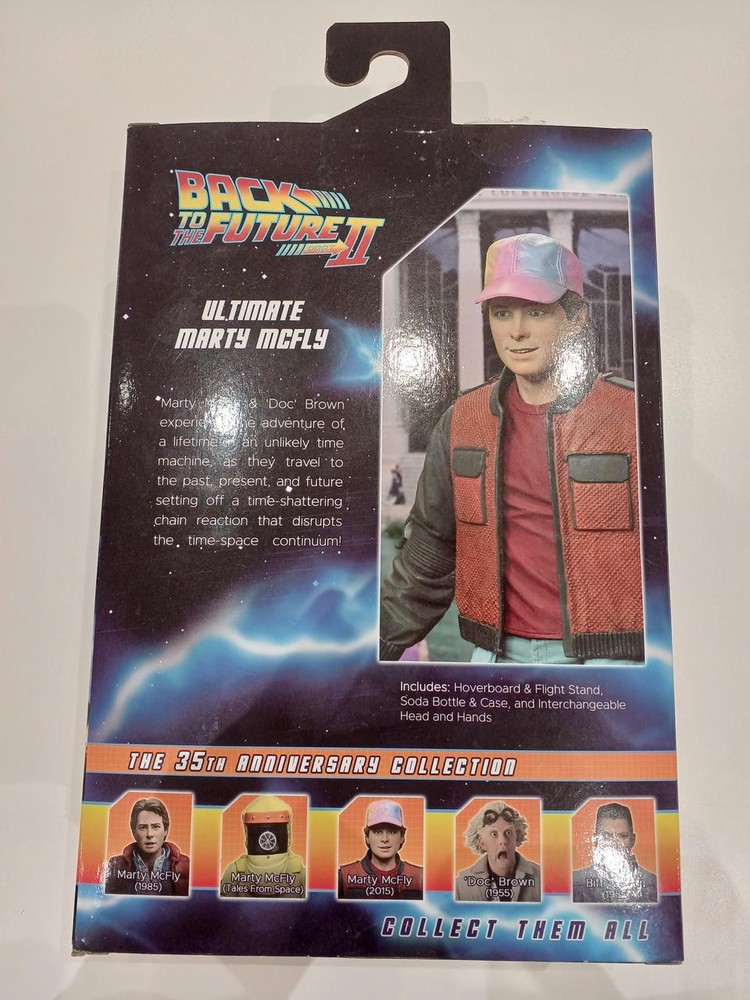 BACK
TO
THE FUTURE
PART II
ULTIMATE
MARTY MCFLY
Marty & 'Doc' Brown
adventure of
a lifetime an unlikely time
machine, as they travel to
the past, present, and future
setting off a time-shattering
chain reaction that disrupts
the time-space continuum!
Includes: Hoverboard & Flight Stand,
Soda Bottle & Case, and Interchangeable
Head and Hands
THE 35TH ANNIVERSARY COLLECTION
Marty McFly
(1985)
Marty McFly
(Tales From Space)
Marty McFly
(2015)
'Doc' Brown
(1955)
Biff
COLLECT THEM ALL